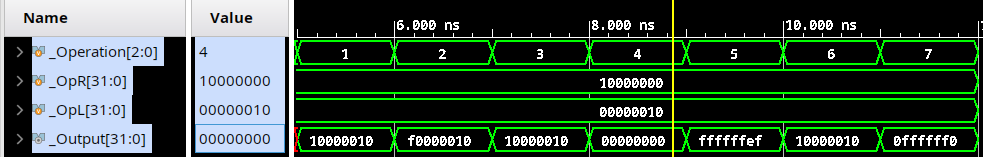 Name Value 6.000 ns 8.000 ns 10.000 ns
_Operation[2:0] 4 1 2 3 4 5 6 7
_OpR[31:0] 10000000 10000000
_OpL[31:0] 00000010 00000010
_Output[31:0] 00000000 10000010 f0000010 10000010 00000000 ffffffef 10000010 0ffffff0